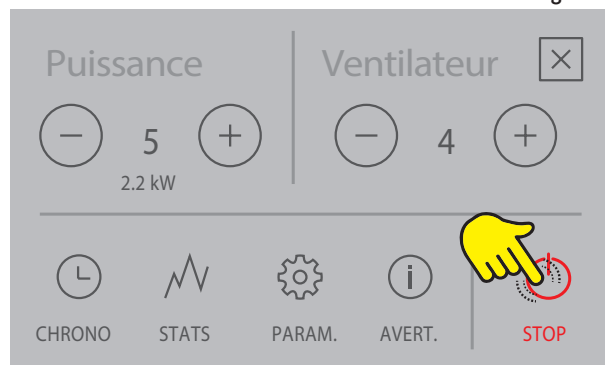 Puissance
Ventilateur
5
4
2.2 kW
CHRONO
STATS
PARAM.
AVERT.
STOP